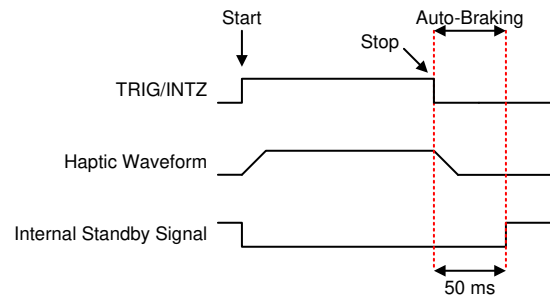 Start
Auto-Braking
Stop
TRIG/INTZ
Haptic Waveform
Internal Standby Signal
50 ms